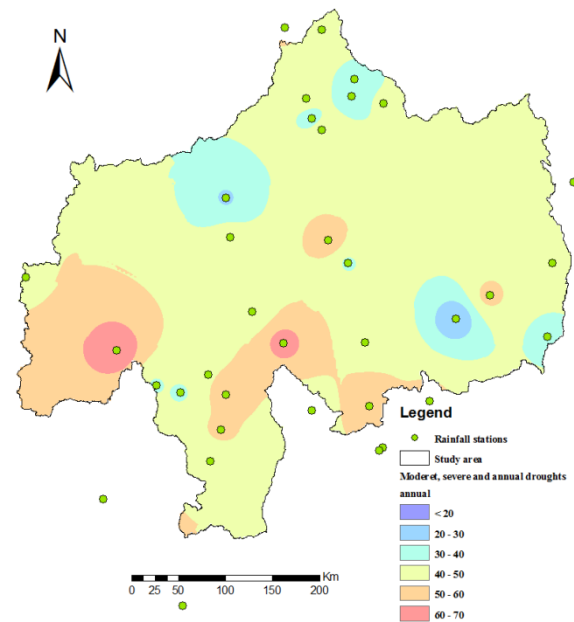 N
Legend
Rainfall stations
Study area
Moderet, severe and annual droughts
annual
< 20
20 - 30
30 - 40
40 - 50
50 - 60
60 - 70
Km
0 25 50 100 150 200